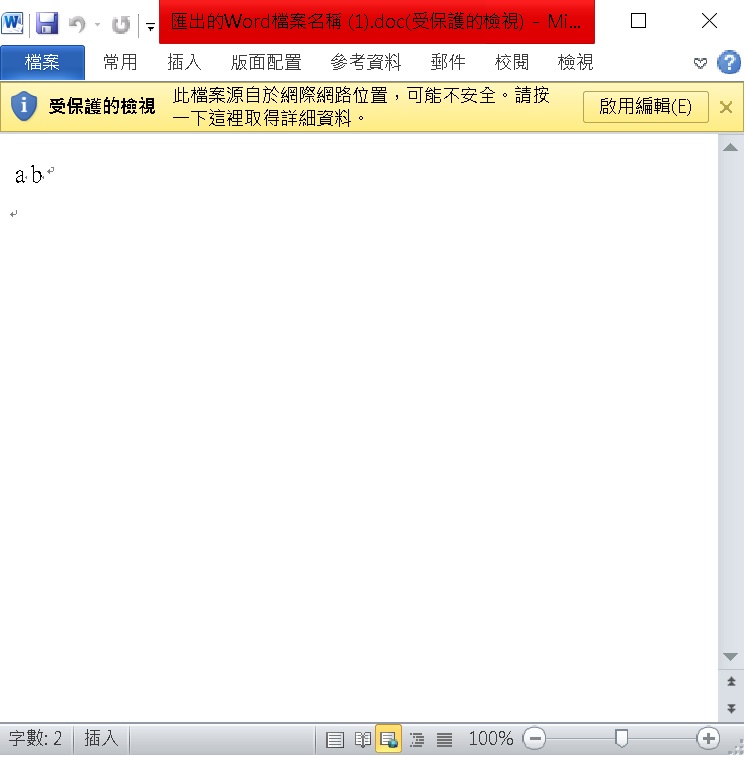 匯出的Word檔案名稱 (1).doc(受保護的檢視) - Mi...
檔案 常用 插入 版面配置 參考資料 郵件 校閱 檢視
受保護的檢視 此檔案源自於網際網路位置，可能不安全。請按
一下這裡取得詳細資料。
啟用編輯(E)
a b
字數: 2 插入 100%